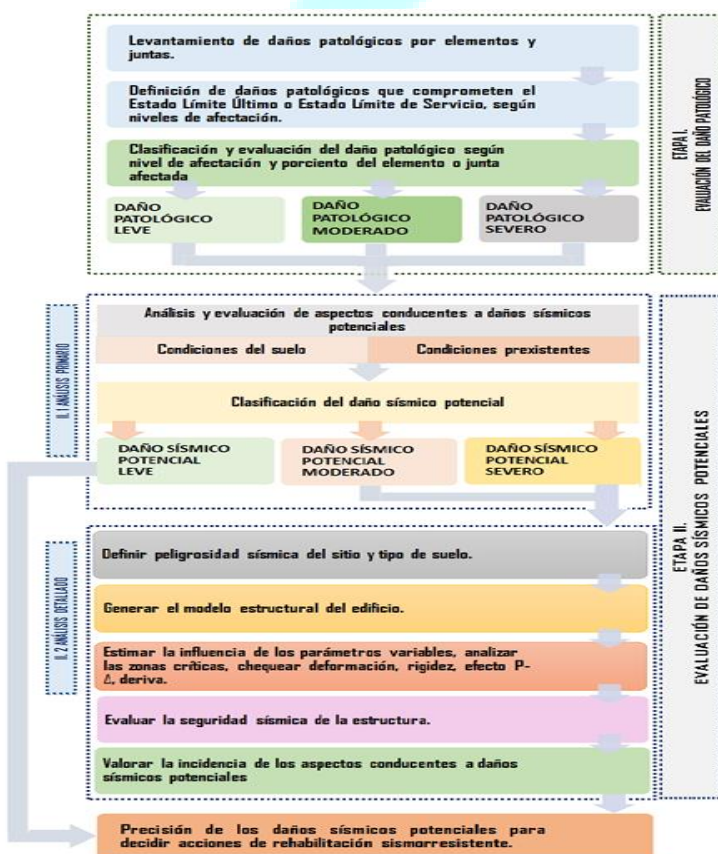 Levantamiento de daños patológicos por elementos y
juntas.
Definición de daños patológicos que comprometen el
Estado Límite Último o Estado Límite de Servicio, según
niveles de afectación.
Clasificación y evaluación del daño patológico según
nivel de afectación y porciento del elemento o junta
afectada
DAÑO
PATOLÓGICO
LEVE
DAÑO
PATOLÓGICO
MODERADO
DAÑO
PATOLÓGICO
SEVERO
ETAPA I.
EVALUACIÓN DEL DAÑO PATOLÓGICO
II. 1 ANÁLISIS PRIMARIO
Análisis y evaluación de aspectos conducentes a daños sísmicos
potenciales
Condiciones del suelo
Condiciones prexistentes
Clasificación del daño sísmico potencial
DAÑO SÍSMICO
POTENCIAL
LEVE
DAÑO SÍSMICO
POTENCIAL
MODERADO
DAÑO SÍSMICO
POTENCIAL
SEVERO
II. 2 ANÁLISIS DETALLADO
Definir peligrosidad sísmica del sitio y tipo de suelo.
Generar el modelo estructural del edificio.
Estimar la influencia de los parámetros variables, analizar
las zonas críticas, chequear deformación, rigidez, efecto P-
Δ, deriva.
Evaluar la seguridad sísmica de la estructura.
Valorar la incidencia de los aspectos conducentes a daños
sísmicos potenciales
ETAPA II.
EVALUACIÓN DE DAÑOS SÍSMICOS POTENCIALES
Precisión de los daños sísmicos potenciales para
decidir acciones de rehabilitación sismorresistente.